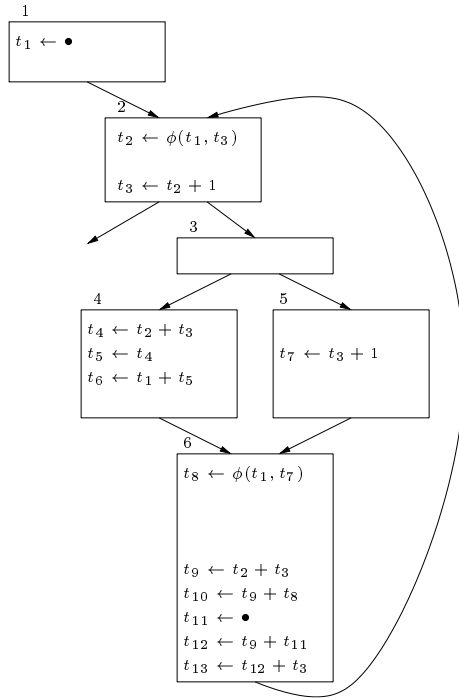 1
t₁ ← •
2
t₂ ← ϕ(t₁, t₃)
t₃ ← t₂ + 1
3
4
t₄ ← t₂ + t₃
t₅ ← t₄
t₆ ← t₁ + t₅
5
t₇ ← t₃ + 1
6
t₈ ← ϕ(t₁, t₇)
t₉ ← t₂ + t₃
t₁₀ ← t₉ + t₈
t₁₁ ← •
t₁₂ ← t₉ + t₁₁
t₁₃ ← t₁₂ + t₃